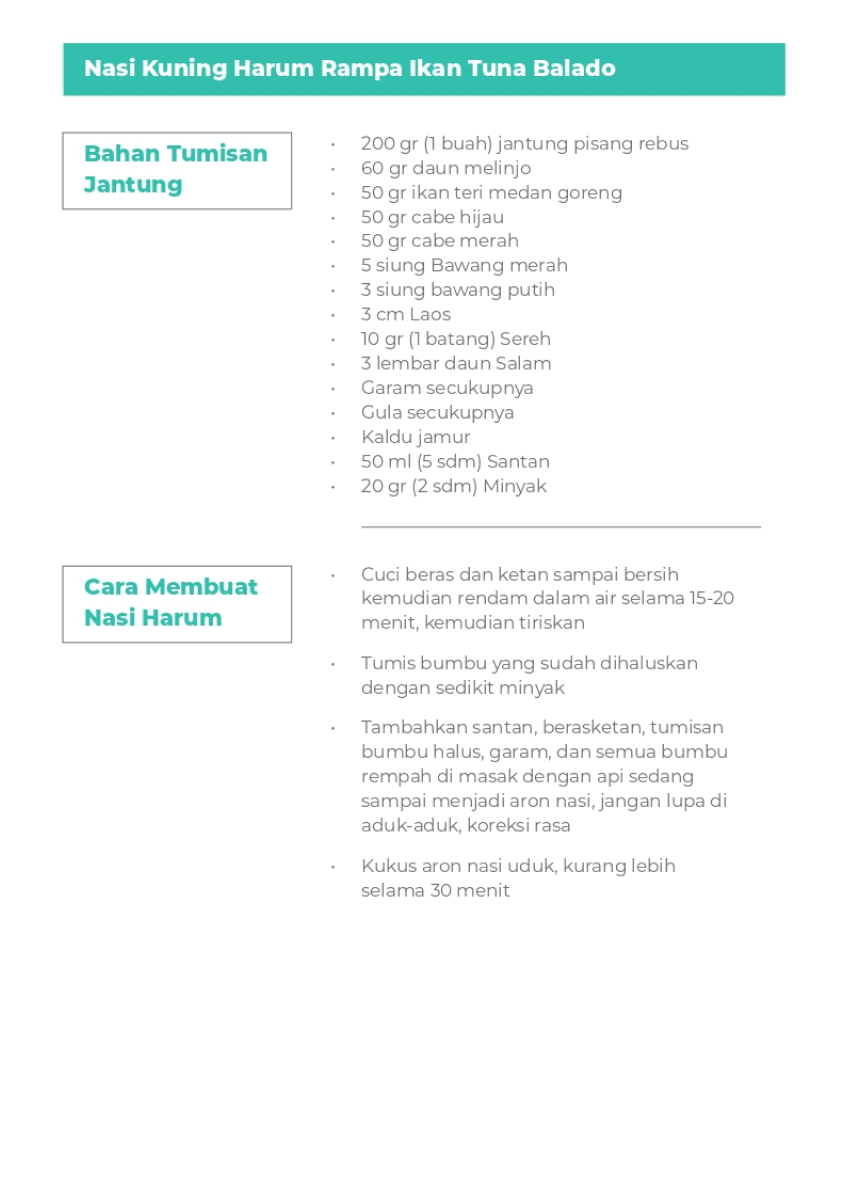 Nasi Kuning Harum Rampa Ikan Tuna Balado
Bahan Tumisan
Jantung
• 200 gr (1 buah) jantung pisang rebus
• 60 gr daun melinjo
• 50 gr ikan teri medan goreng
• 50 gr cabe hijau
• 50 gr cabe merah
• 5 siung Bawang merah
• 3 siung bawang putih
• 3 cm Laos
• 10 gr (1 batang) Sereh
• 3 lembar daun Salam
• Garam secukupnya
• Gula secukupnya
• Kaldu jamur
• 50 ml (5 sdm) Santan
• 20 gr (2 sdm) Minyak
Cara Membuat
Nasi Harum
• Cuci beras dan ketan sampai bersih
kemudian rendam dalam air selama 15-20
menit, kemudian tiriskan
• Tumis bumbu yang sudah dihaluskan
dengan sedikit minyak
• Tambahkan santan, berasketan, tumisan
bumbu halus, garam, dan semua bumbu
rempah di masak dengan api sedang
sampai menjadi aron nasi, jangan lupa di
aduk-aduk, koreksi rasa
• Kukus aron nasi uduk, kurang lebih
selama 30 menit